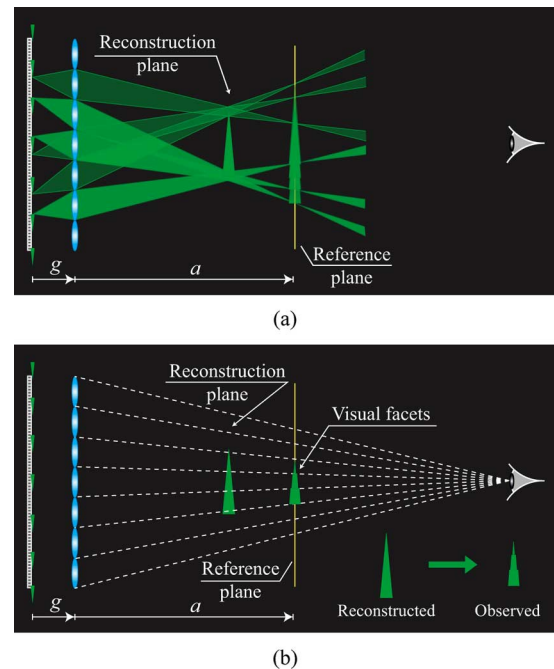 Reconstruction
plane
Reference
plane
g
a
(a)
Reconstruction
plane
Visual facets
Reference
plane
g
a
Reconstructed
Observed
(b)